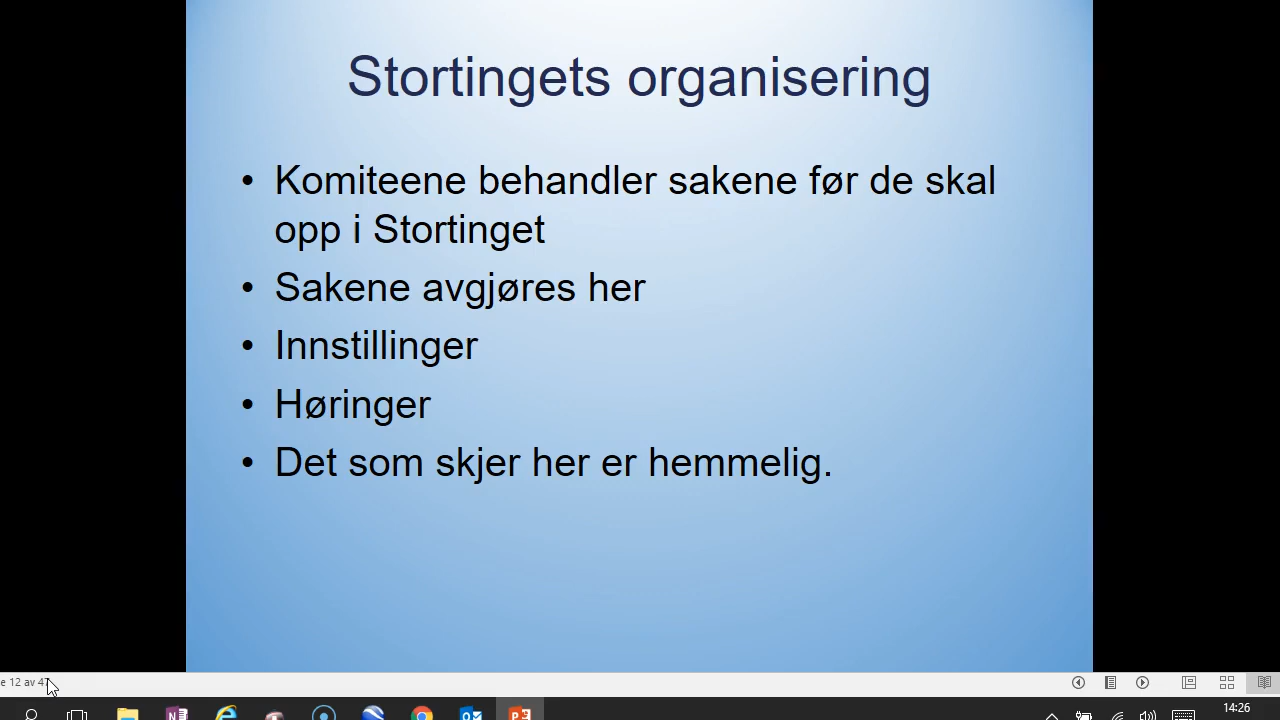 Stortingets organisering
• Komiteene behandler sakene før de skal
opp i Stortinget
• Sakene avgjøres her
• Innstillinger
• Høringer
• Det som skjer her er hemmelig.
e 12 av 47
14:26